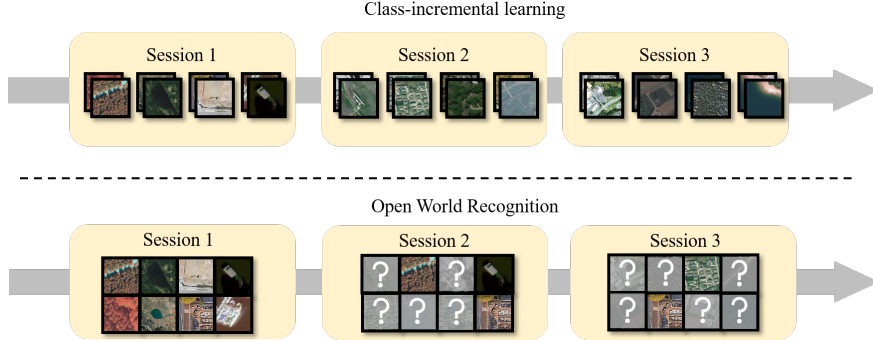 Class-incremental learning
Session 1
Session 2
Session 3
Open World Recognition
Session 1
Session 2
Session 3
? ? ?
? ? ? ?
? ? ? ?
? ? ?